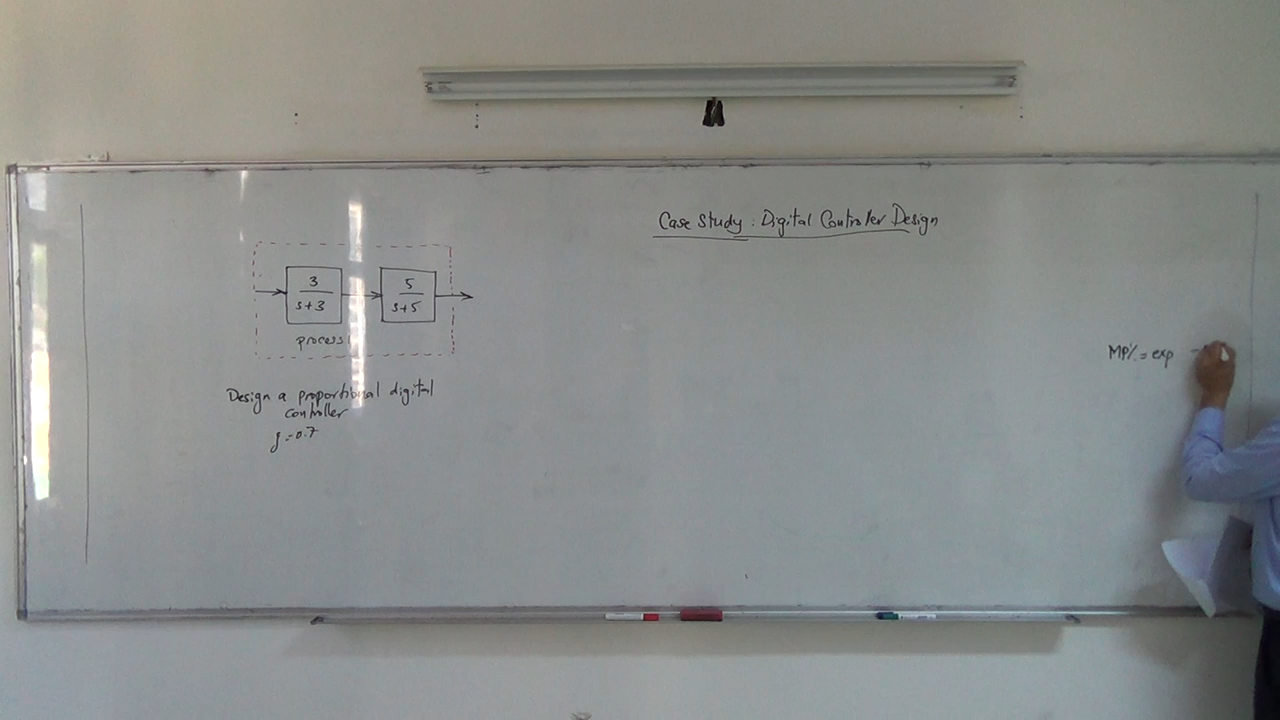 Case Study : Digital Controller Design
3
s+3
5
s+5
process
Design a proportional digital
controller
ζ = 0.7
MP% = exp -